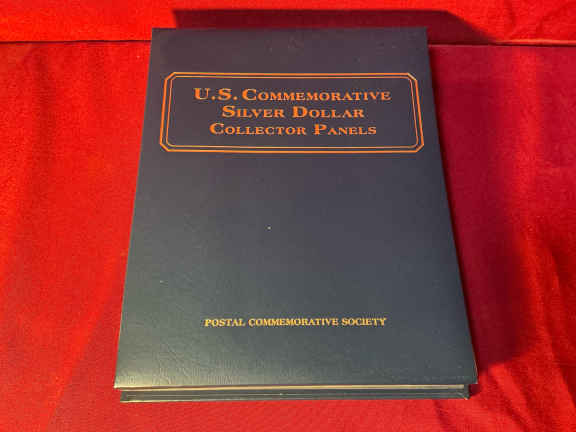 U.S. Commemorative
Silver Dollar
Collector Panels
POSTAL COMMEMORATIVE SOCIETY